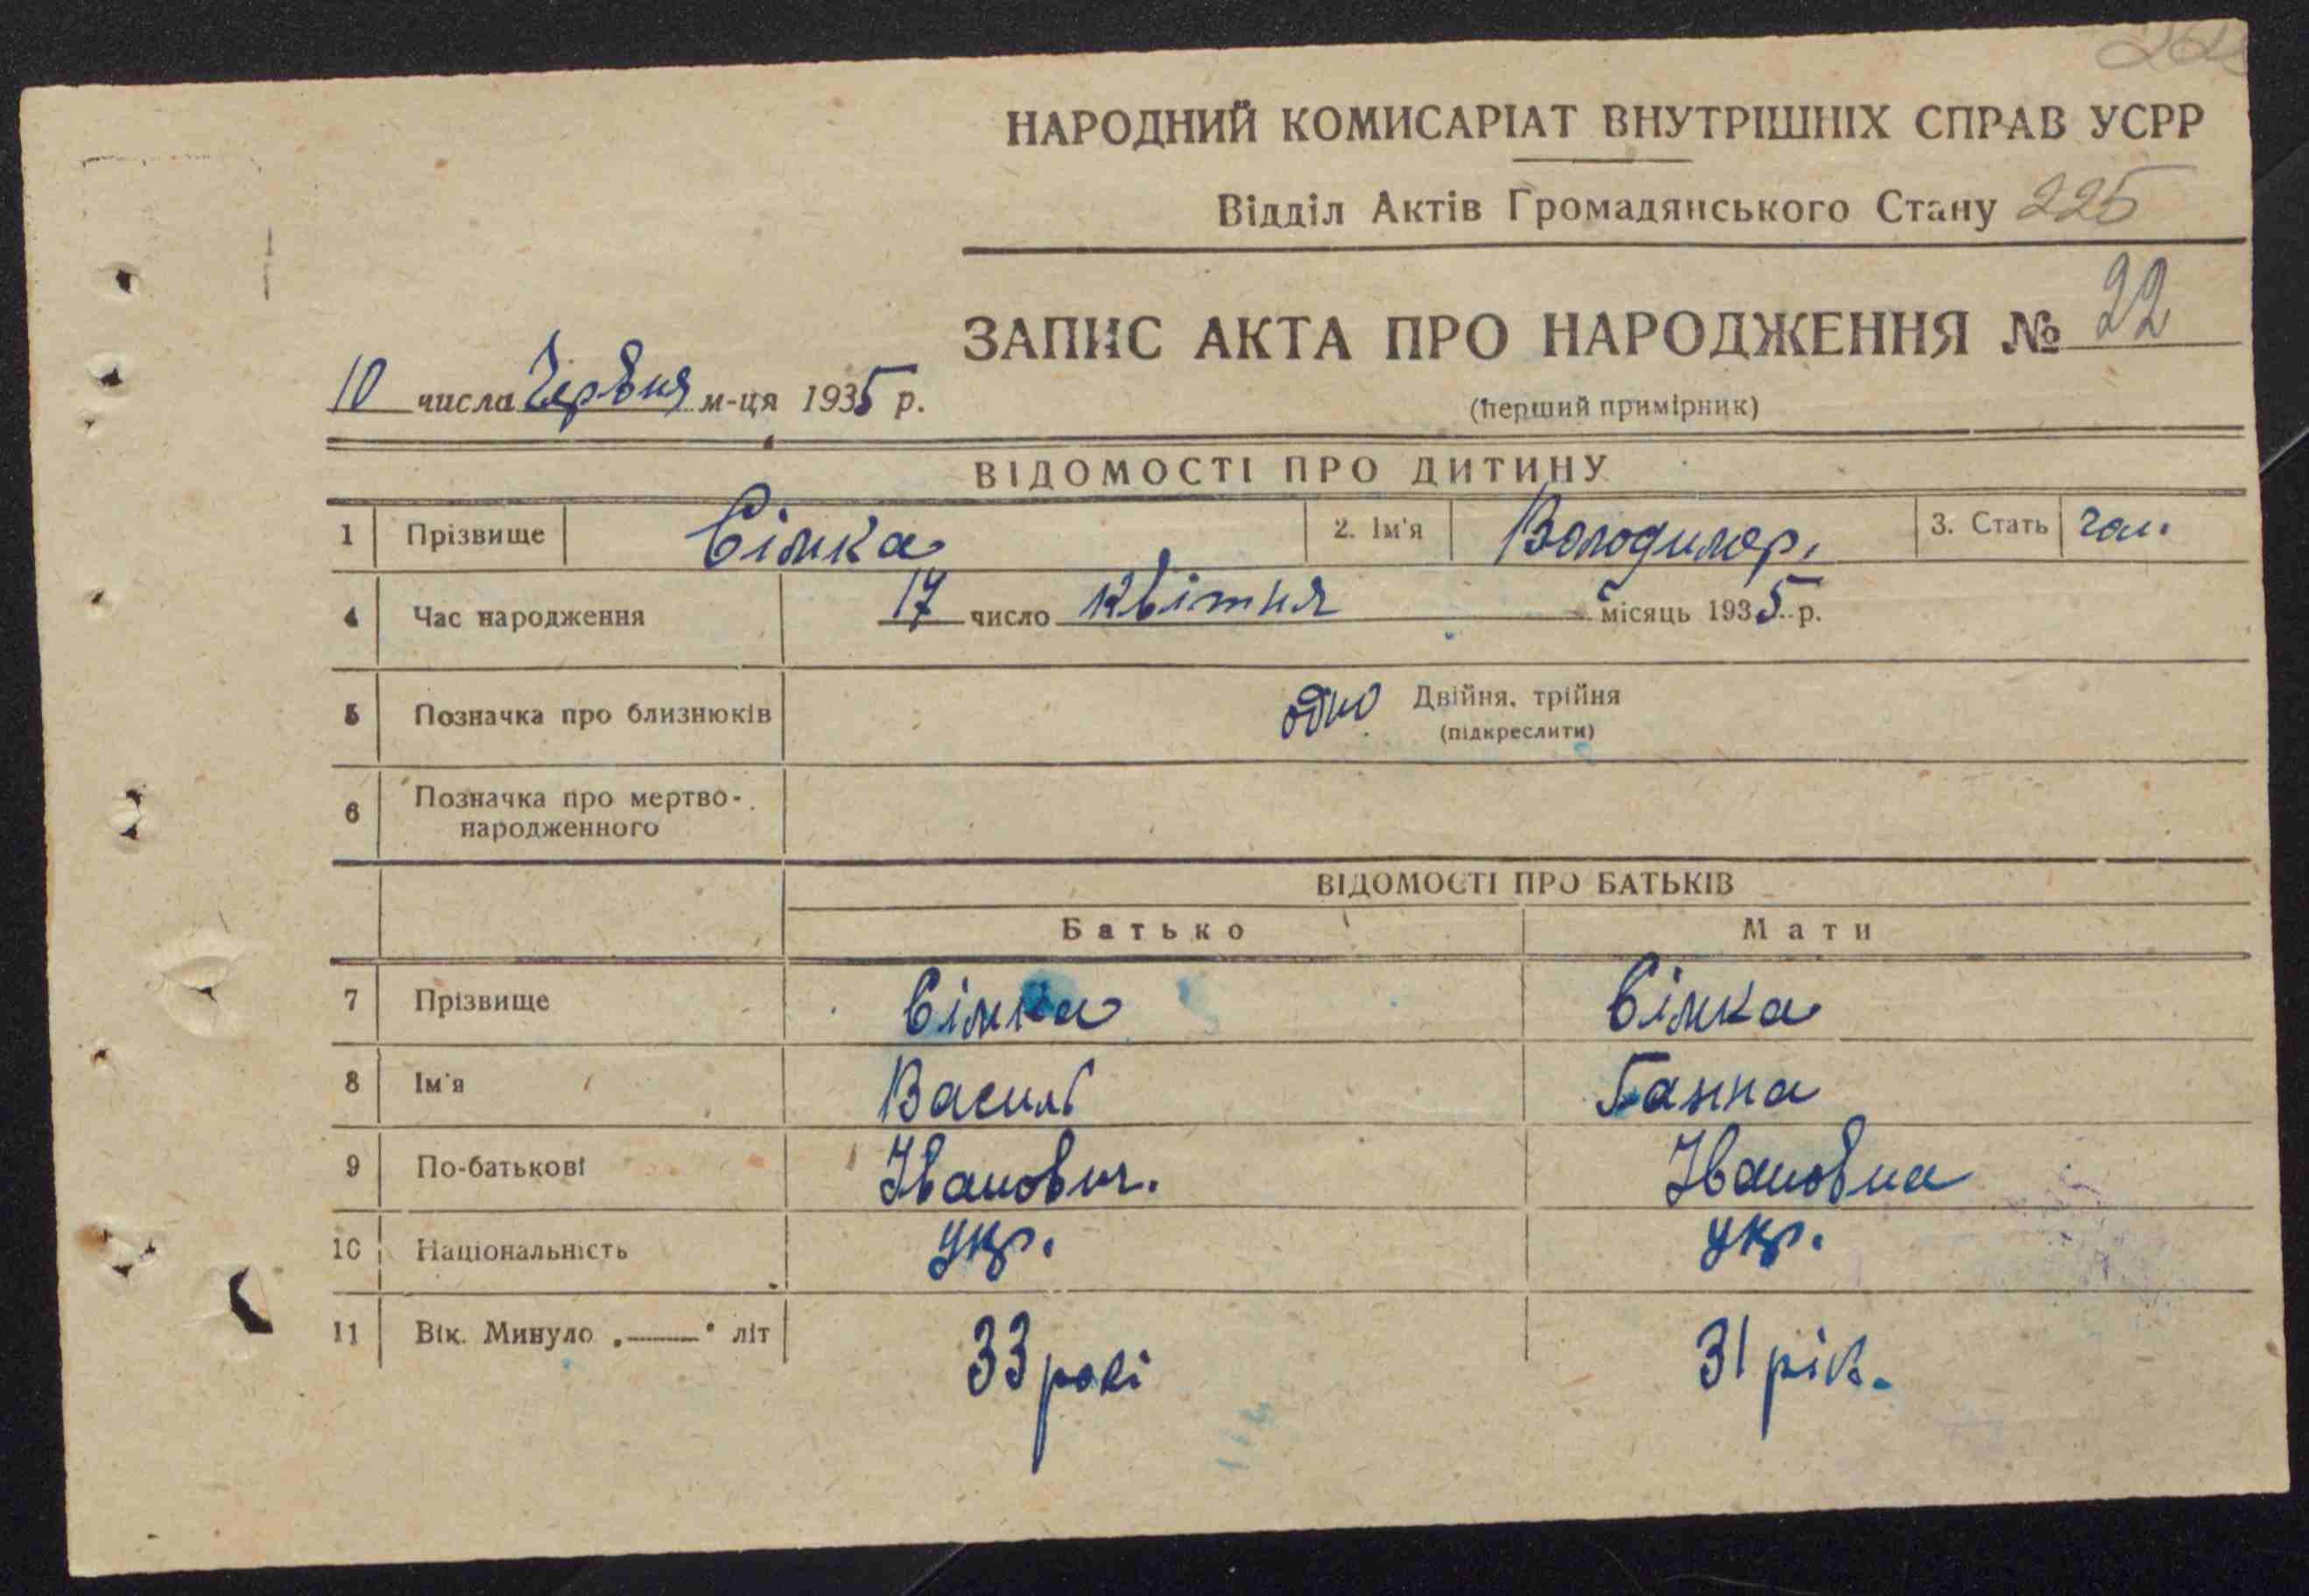 НАРОДНИЙ КОМИСАРІАТ ВНУТРІШНІХ СПРАВ УСРР
Відділ Актів Громадянського Стану 225
ЗАПИС АКТА ПРО НАРОДЖЕННЯ № 22
10 числа Червня м-ця 1935 р.
(перший примірник)
ВІДОМОСТІ ПРО ДИТИНУ
1 Прізвище Сімка 2. Ім'я Володимер. 3. Стать чол.
4 Час народження 17 число квітня місяць 1935 р.
5 Позначка про близнюків одно Двійня, трійня
(підкреслити)
6 Позначка про мертво-
народженного
ВІДОМОСТІ ПРО БАТЬКІВ
Батько Мати
7 Прізвище Сімка Сімка
8 Ім'я Василь Ганна
9 По-батькові Іванович. Івановна
10 Національність укр. укр.
11 Вік. Минуло „——" літ 33 роки 31 рік.